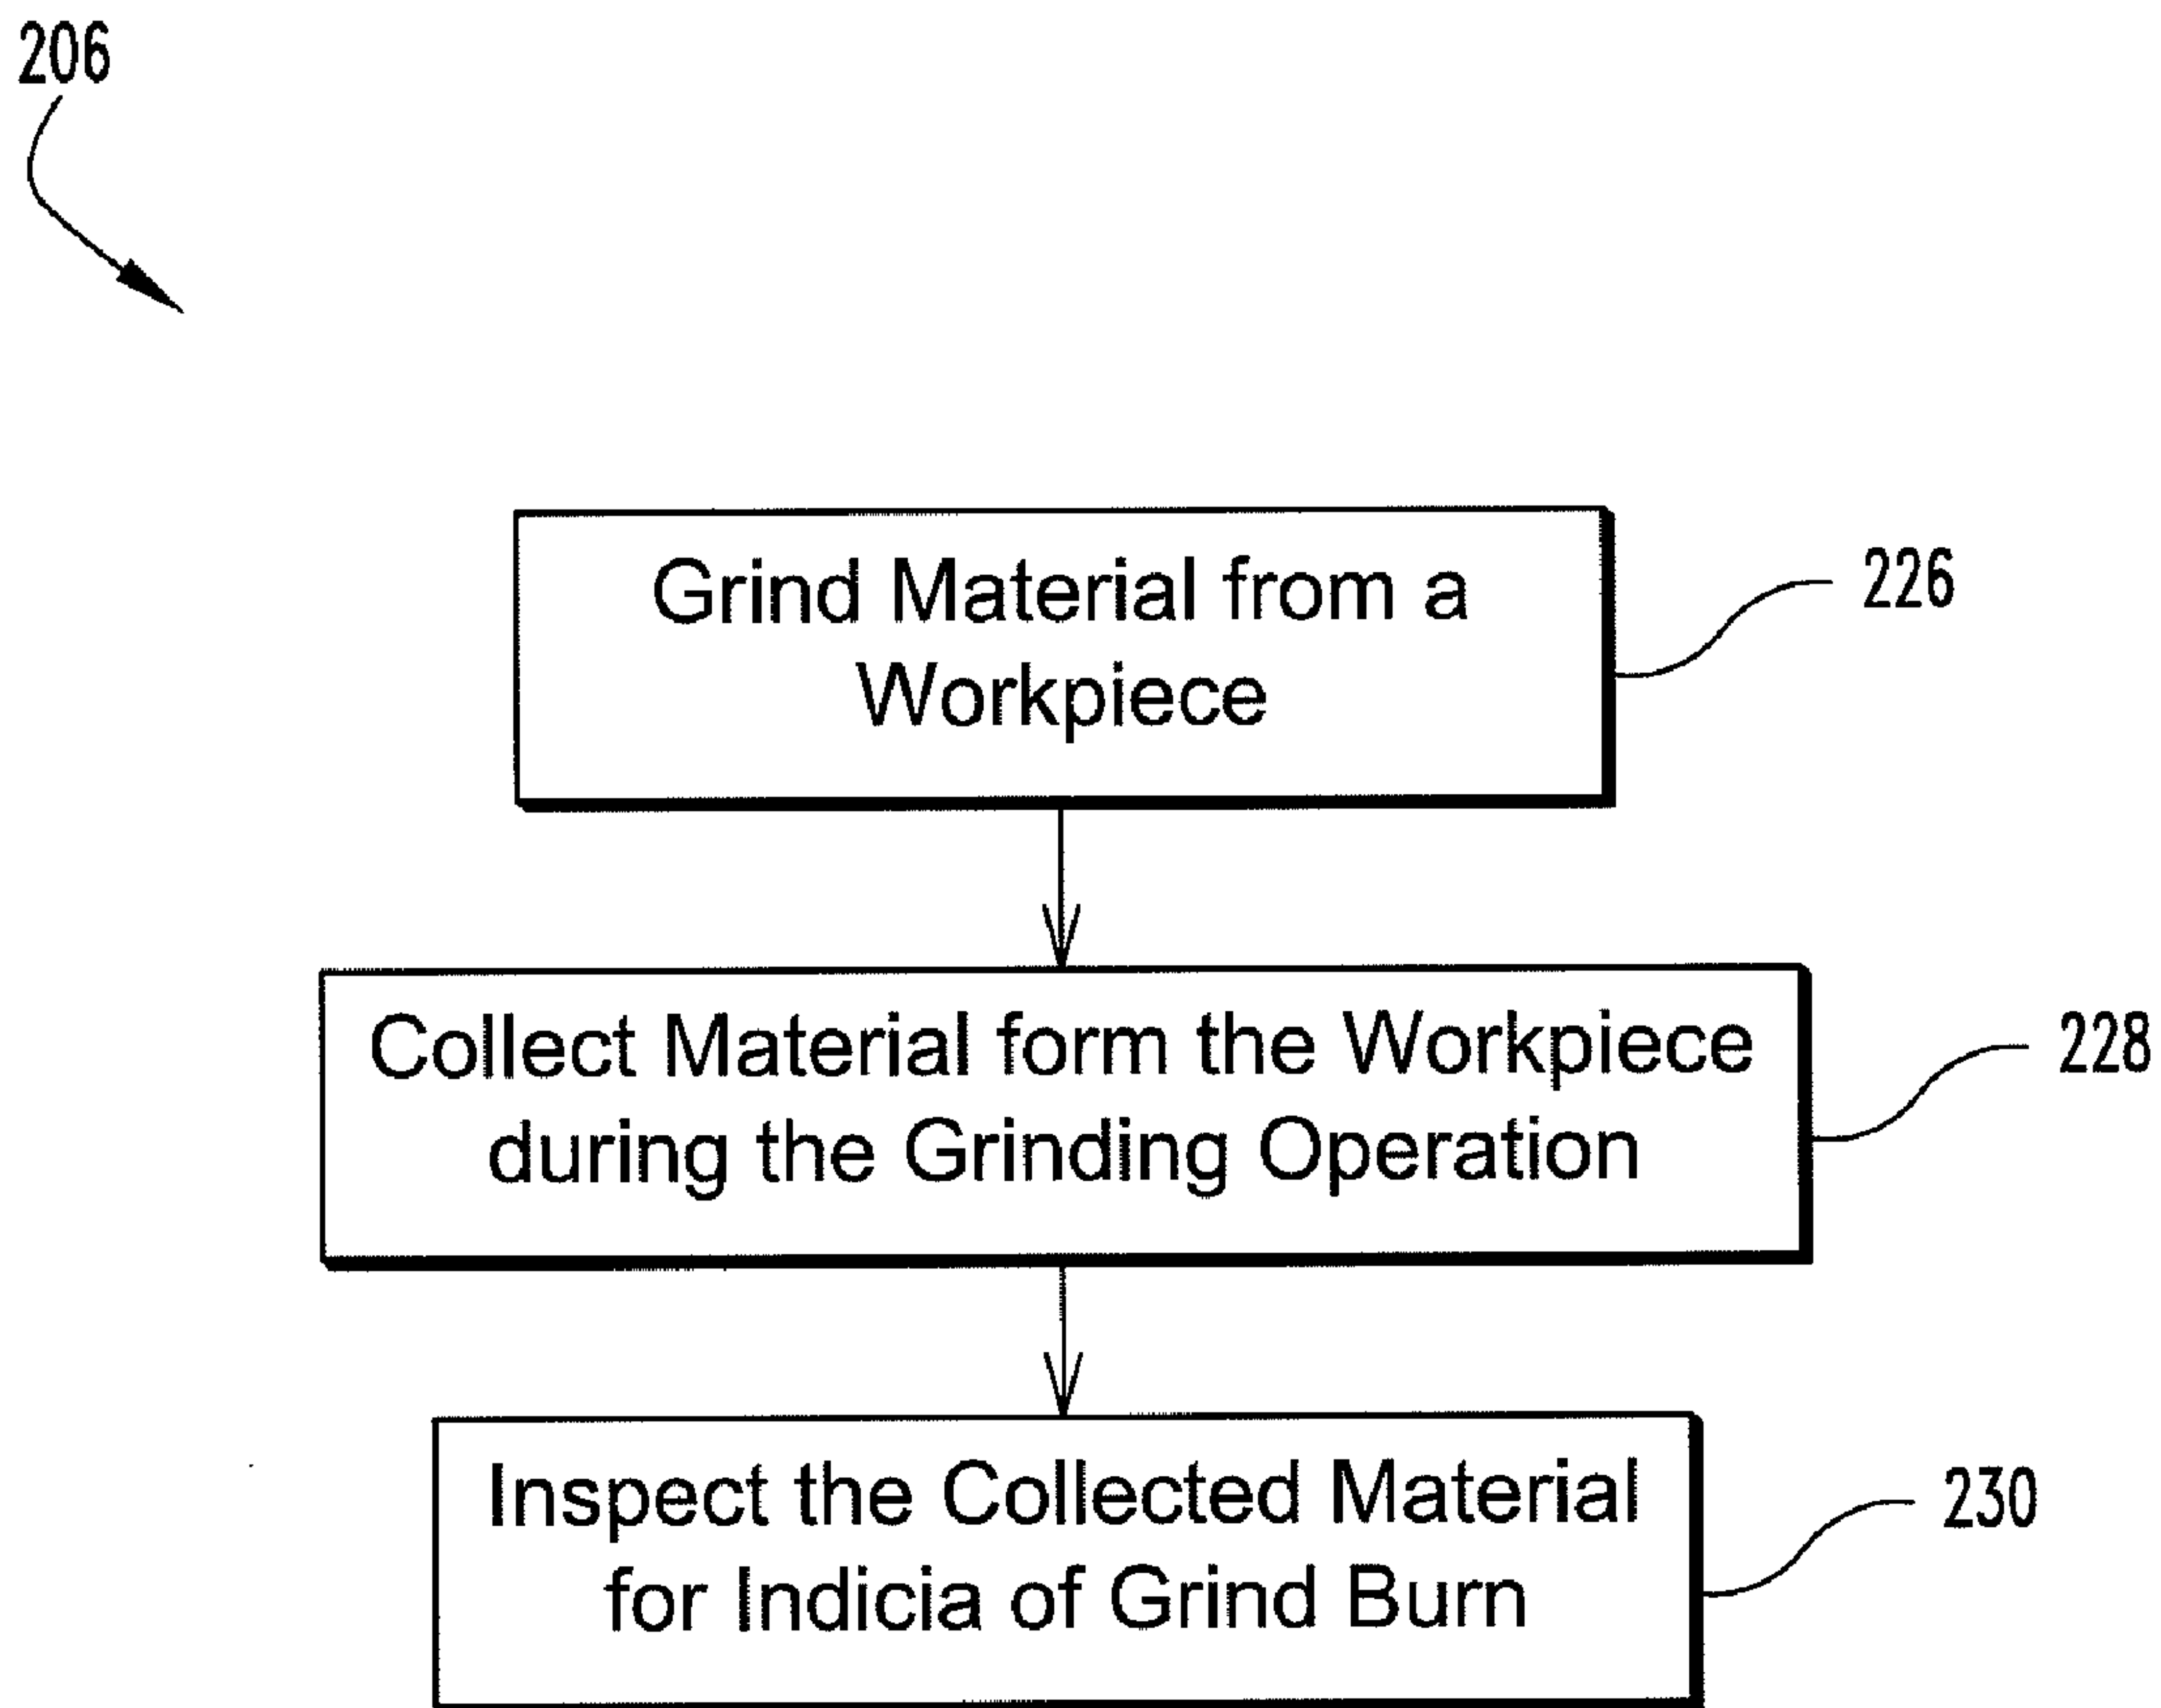 206
Grind Material from a
Workpiece
226
Collect Material form the Workpiece
during the Grinding Operation
228
Inspect the Collected Material
for Indicia of Grind Burn
230